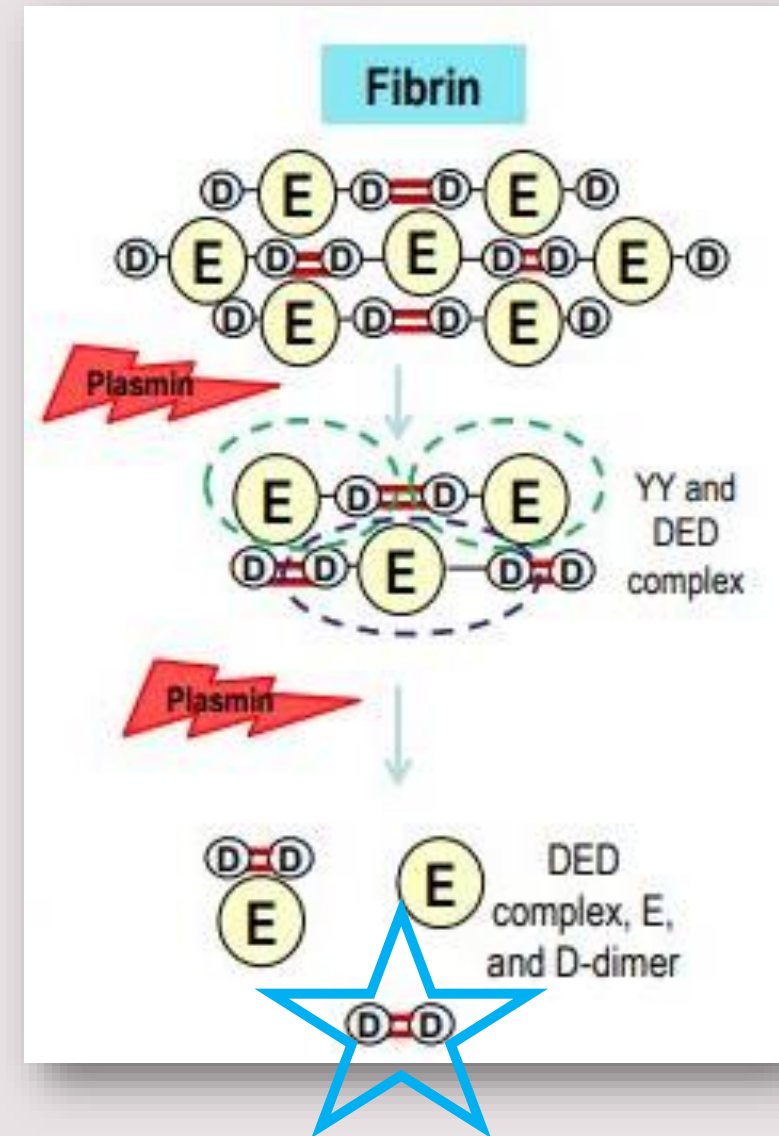 Fibrin
D E D D E D
D E D D E D D E D
D E D D E D
Plasmin
E D D E
YY and
DED
complex
D D E D D
Plasmin
D D
E
E
DED
complex, E,
and D-dimer
D D